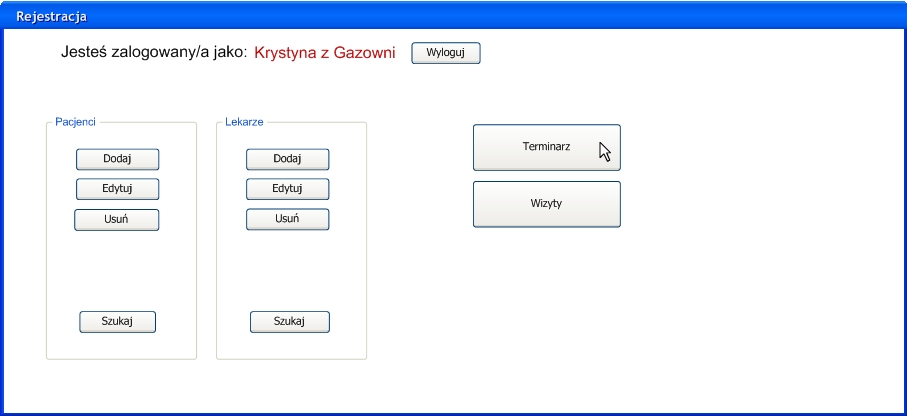 Rejestracja
Jesteś zalogowany/a jako: Krystyna z Gazowni Wyloguj
Pacjenci
Dodaj
Edytuj
Usuń
Szukaj
Lekarze
Dodaj
Edytuj
Usuń
Szukaj
Terminarz
Wizyty